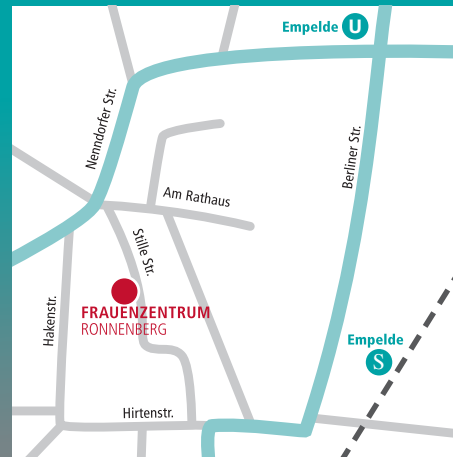 Empelde U
Nenndorfer Str.
Berliner Str.
Am Rathaus
Stille Str.
FRAUENZENTRUM
RONNENBERG
Hakenstr.
Empelde
S
Hirtenstr.